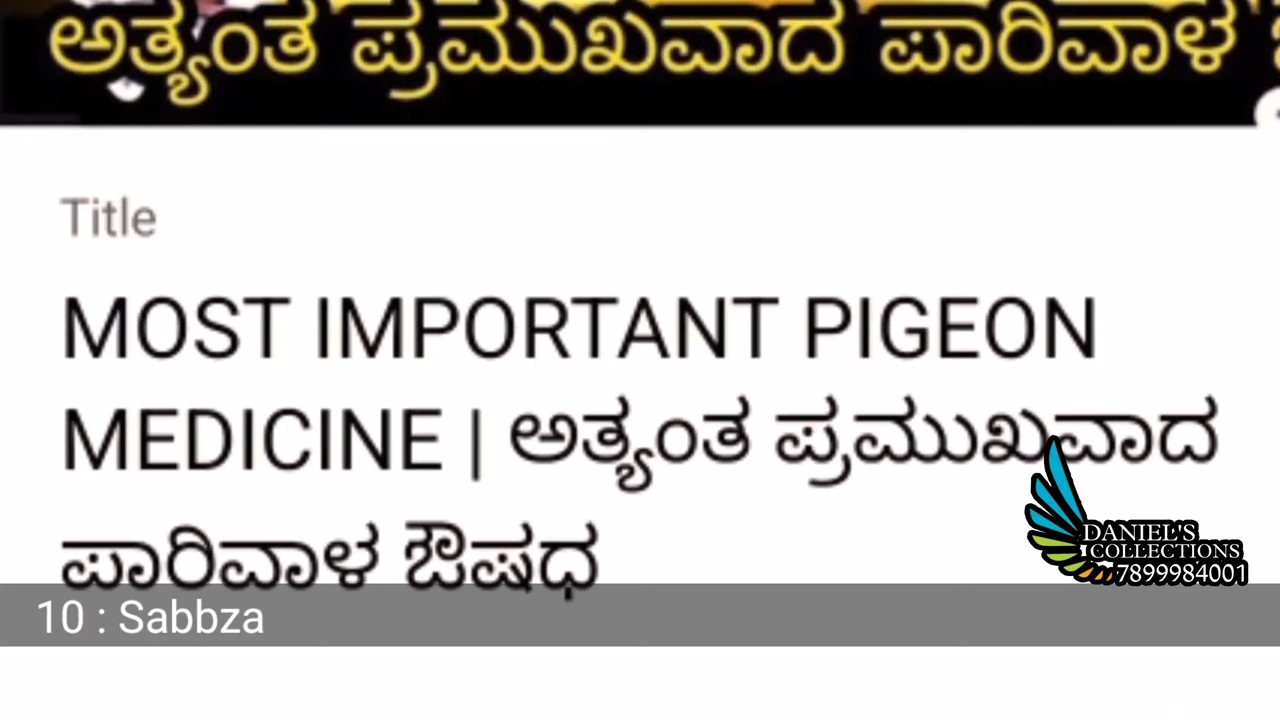 ಅತ್ಯಂತ ಪ್ರಮುಖವಾದ ಪಾರಿವಾಳ
Title
MOST IMPORTANT PIGEON
MEDICINE | ಅತ್ಯಂತ ಪ್ರಮುಖವಾದ
ಪಾರಿವಾಳ ಔಷಧ
DANIEL'S
COLLECTIONS
7899984001
10 : Sabbza